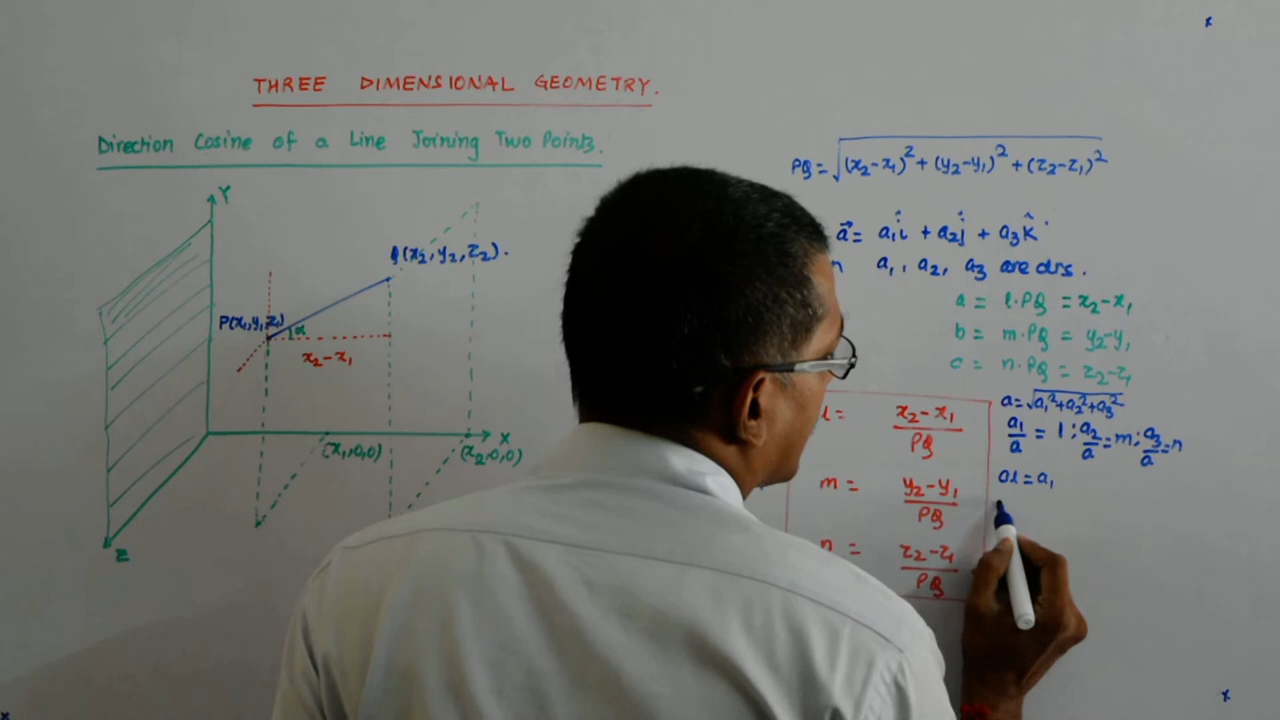 THREE DIMENSIONAL GEOMETRY.
Direction Cosine of a Line Joining Two Points.
Y
Q(x₂, y₂, z₂).
P(x₁, y₁, z₁)
α
x₂-x₁
X
(x₁,0,0)
(x₂,0,0)
Z
PQ = √(x₂-x₁)² + (y₂-y₁)² + (z₂-z₁)²
a⃗ = a₁î + a₂ĵ + a₃k̂
a₁, a₂, a₃ are drs.
a = l·PQ = x₂-x₁
b = m·PQ = y₂-y₁
c = n·PQ = z₂-z₁
l = x₂-x₁/PQ
m = y₂-y₁/PQ
n = z₂-z₁/PQ
a = √a₁²+a₂²+a₃²
a₁/a = l ; a₂/a = m ; a₃/a = n
al = a₁